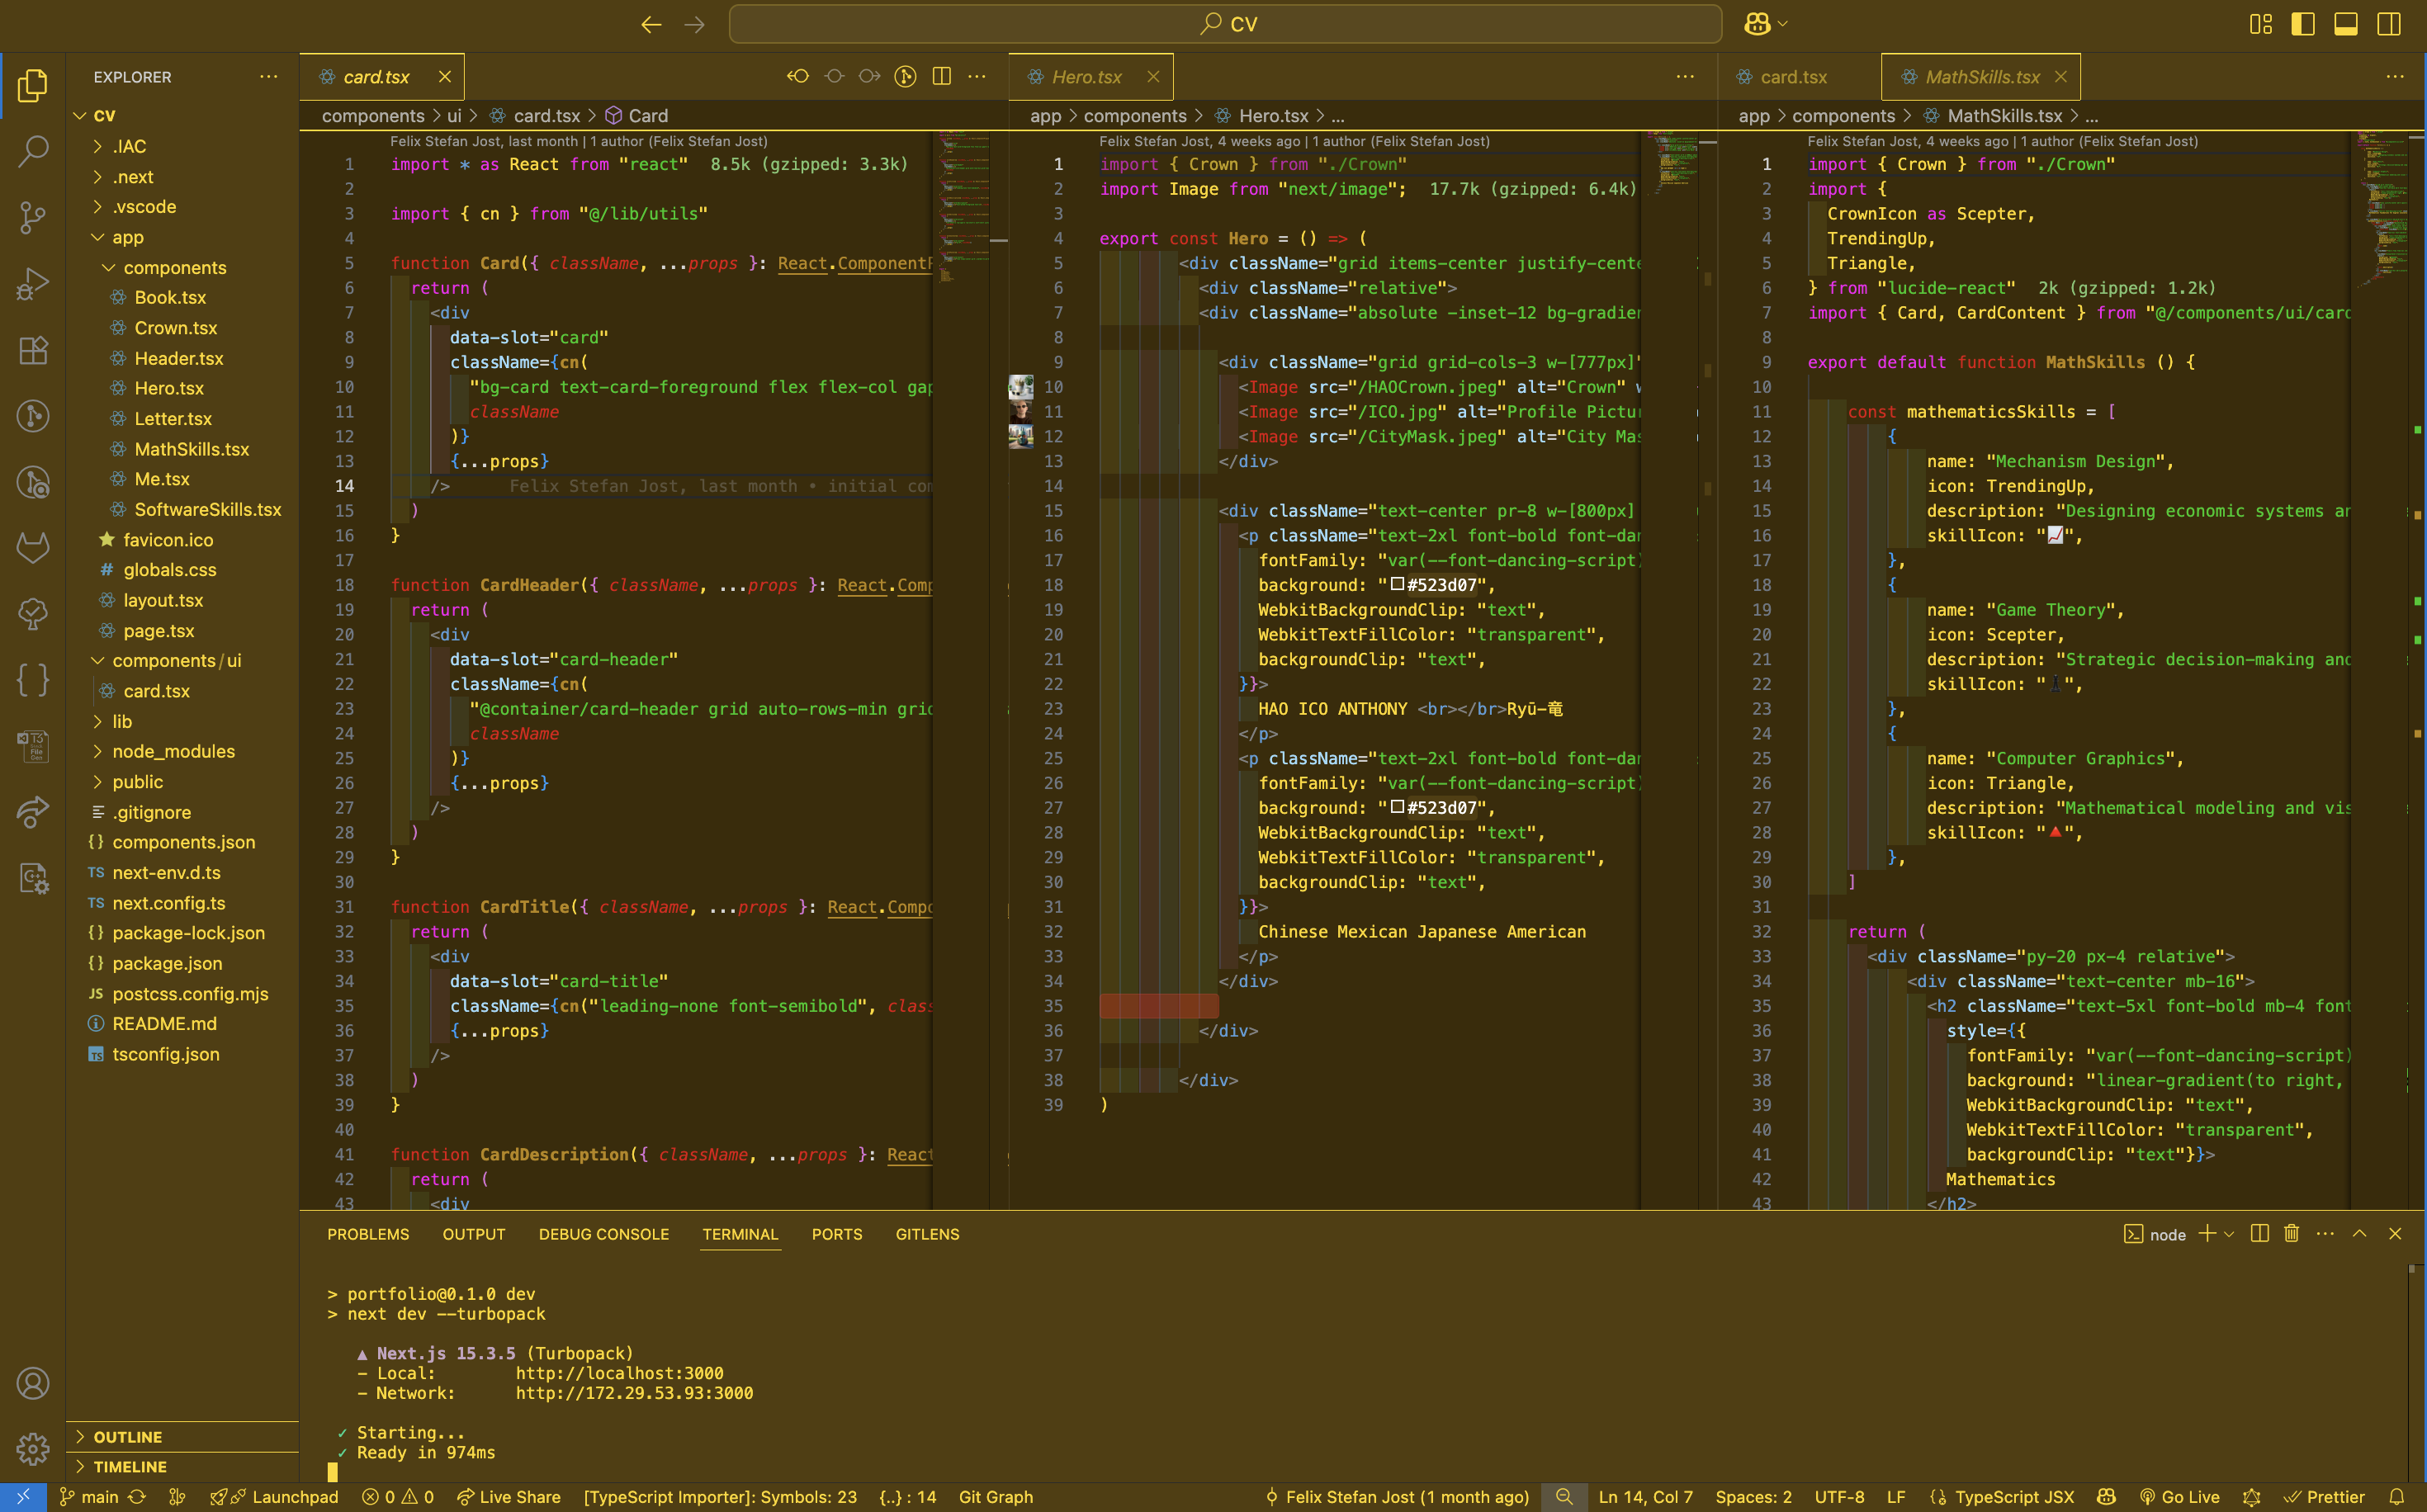 CV
EXPLORER
CV
.IAC
.next
.vscode
app
components
Book.tsx
Crown.tsx
Header.tsx
Hero.tsx
Letter.tsx
MathSkills.tsx
Me.tsx
SoftwareSkills.tsx
favicon.ico
globals.css
layout.tsx
page.tsx
components/ui
card.tsx
lib
node_modules
public
.gitignore
components.json
next-env.d.ts
next.config.ts
package-lock.json
package.json
postcss.config.mjs
README.md
tsconfig.json
OUTLINE
TIMELINE
card.tsx
components > ui > card.tsx > Card
Felix Stefan Jost, last month | 1 author (Felix Stefan Jost)
1 import * as React from "react" 8.5k (gzipped: 3.3k)
2
3 import { cn } from "@/lib/utils"
4
5 function Card({ className, ...props }: React.Component
6 return (
7 <div
8 data-slot="card"
9 className={cn(
10 "bg-card text-card-foreground flex flex-col gap
11 className
12 )}
13 {...props}
14 /> Felix Stefan Jost, last month • initial com
15 )
16 }
17
18 function CardHeader({ className, ...props }: React.Comp
19 return (
20 <div
21 data-slot="card-header"
22 className={cn(
23 "@container/card-header grid auto-rows-min grid
24 className
25 )}
26 {...props}
27 />
28 )
29 }
30
31 function CardTitle({ className, ...props }: React.Compo
32 return (
33 <div
34 data-slot="card-title"
35 className={cn("leading-none font-semibold", class
36 {...props}
37 />
38 )
39 }
40
41 function CardDescription({ className, ...props }: React
42 return (
43 <div
Hero.tsx
app > components > Hero.tsx > ...
Felix Stefan Jost, 4 weeks ago | 1 author (Felix Stefan Jost)
1 import { Crown } from "./Crown"
2 import Image from "next/image"; 17.7k (gzipped: 6.4k)
3
4 export const Hero = () => (
5 <div className="grid items-center justify-cente
6 <div className="relative">
7 <div className="absolute -inset-12 bg-gradien
8
9 <div className="grid grid-cols-3 w-[777px]"
10 <Image src="/HAOCrown.jpeg" alt="Crown" w
11 <Image src="/ICO.jpg" alt="Profile Pictur
12 <Image src="/CityMask.jpeg" alt="City Mas
13 </div>
14
15 <div className="text-center pr-8 w-[800px]
16 <p className="text-2xl font-bold font-dan
17 fontFamily: "var(--font-dancing-script)
18 background: "#523d07",
19 WebkitBackgroundClip: "text",
20 WebkitTextFillColor: "transparent",
21 backgroundClip: "text",
22 }}>
23 HAO ICO ANTHONY <br></br>Ryū-竜
24 </p>
25 <p className="text-2xl font-bold font-dan
26 fontFamily: "var(--font-dancing-script)
27 background: "#523d07",
28 WebkitBackgroundClip: "text",
29 WebkitTextFillColor: "transparent",
30 backgroundClip: "text",
31 }}>
32 Chinese Mexican Japanese American
33 </p>
34 </div>
35
36 </div>
37
38 </div>
39 )
card.tsx MathSkills.tsx
app > components > MathSkills.tsx > ...
Felix Stefan Jost, 4 weeks ago | 1 author (Felix Stefan Jost)
1 import { Crown } from "./Crown"
2 import {
3 CrownIcon as Scepter,
4 TrendingUp,
5 Triangle,
6 } from "lucide-react" 2k (gzipped: 1.2k)
7 import { Card, CardContent } from "@/components/ui/card
8
9 export default function MathSkills () {
10
11 const mathematicsSkills = [
12 {
13 name: "Mechanism Design",
14 icon: TrendingUp,
15 description: "Designing economic systems an
16 skillIcon: "📈",
17 },
18 {
19 name: "Game Theory",
20 icon: Scepter,
21 description: "Strategic decision-making and
22 skillIcon: "♟️",
23 },
24 {
25 name: "Computer Graphics",
26 icon: Triangle,
27 description: "Mathematical modeling and vis
28 skillIcon: "🔺",
29 },
30 ]
31
32 return (
33 <div className="py-20 px-4 relative">
34 <div className="text-center mb-16">
35 <h2 className="text-5xl font-bold mb-4 font
36 style={{
37 fontFamily: "var(--font-dancing-script)
38 background: "linear-gradient(to right,
39 WebkitBackgroundClip: "text",
40 WebkitTextFillColor: "transparent",
41 backgroundClip: "text"}}>
42 Mathematics
43 </h2>
PROBLEMS OUTPUT DEBUG CONSOLE TERMINAL PORTS GITLENS
node
> portfolio@0.1.0 dev
> next dev --turbopack
▲ Next.js 15.3.5 (Turbopack)
- Local: http://localhost:3000
- Network: http://172.29.53.93:3000
✓ Starting...
✓ Ready in 974ms
main Launchpad 0 0 Live Share [TypeScript Importer]: Symbols: 23 {..} : 14 Git Graph Felix Stefan Jost (1 month ago) Ln 14, Col 7 Spaces: 2 UTF-8 LF TypeScript JSX Go Live Prettier